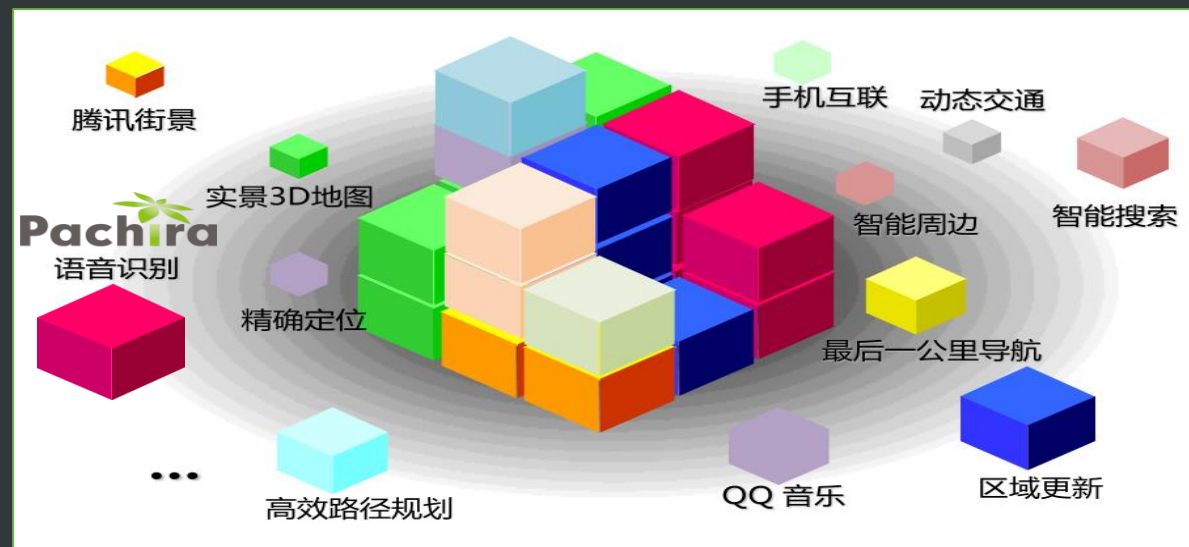 手机互联
动态交通
腾讯街景
实景3D地图
智能周边
智能搜索
Pachira
语音识别
精确定位
最后一公里导航
...
高效路径规划
QQ 音乐
区域更新